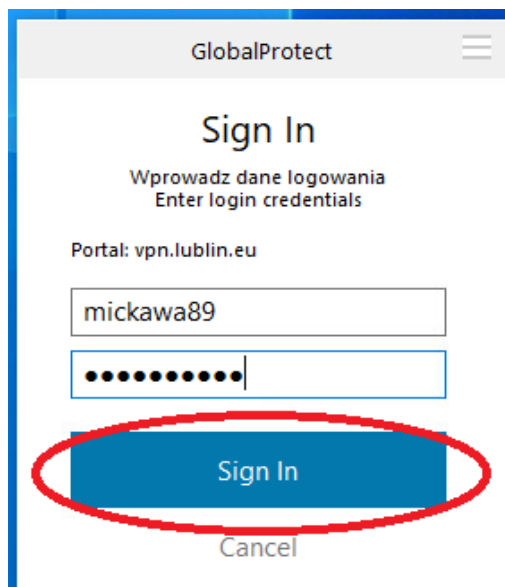 GlobalProtect
Sign In
Wprowadz dane logowania
Enter login credentials
Portal: vpn.lublin.eu
mickawa89
●●●●●●●●●●
Sign In
Cancel